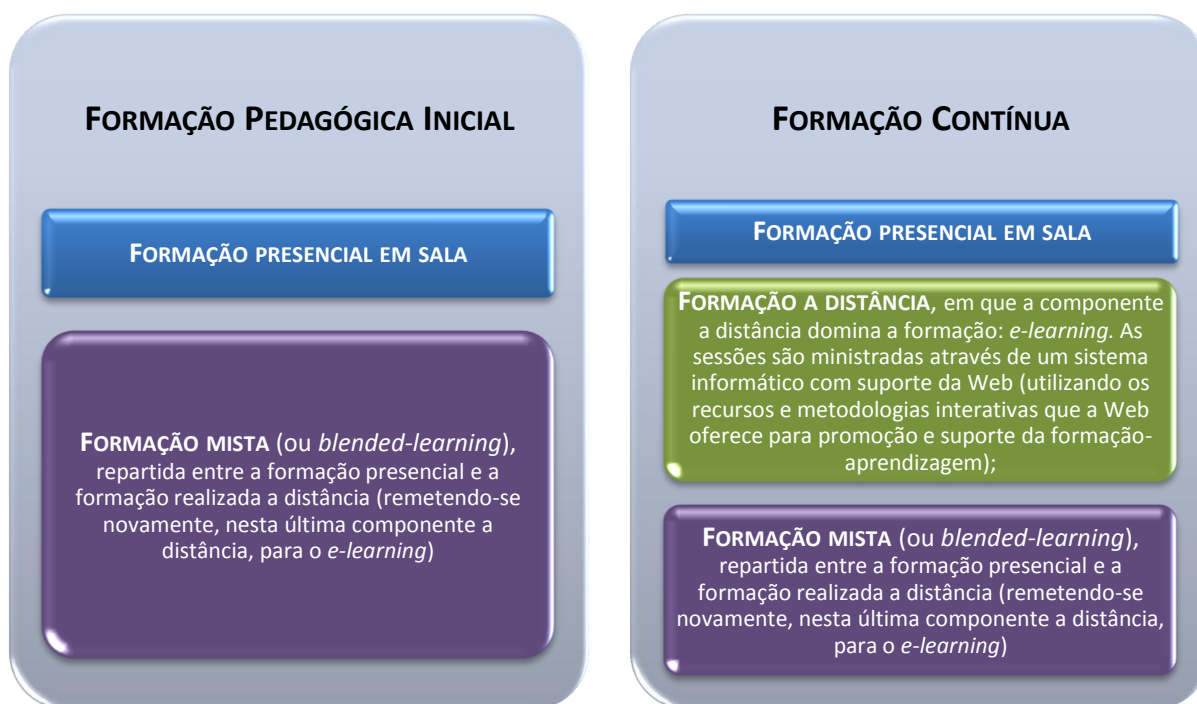 FORMAÇÃO PEDAGÓGICA INICIAL
FORMAÇÃO PRESENCIAL EM SALA
FORMAÇÃO MISTA (ou blended-learning),
repartida entre a formação presencial e a
formação realizada a distância (remetendo-se
novamente, nesta última componente a
distância, para o e-learning)
FORMAÇÃO CONTÍNUA
FORMAÇÃO PRESENCIAL EM SALA
FORMAÇÃO A DISTÂNCIA, em que a componente
a distância domina a formação: e-learning. As
sessões são ministradas através de um sistema
informático com suporte da Web (utilizando os
recursos e metodologias interativas que a Web
oferece para promoção e suporte da formação-
aprendizagem);
FORMAÇÃO MISTA (ou blended-learning),
repartida entre a formação presencial e a
formação realizada a distância (remetendo-se
novamente, nesta última componente a distância,
para o e-learning)